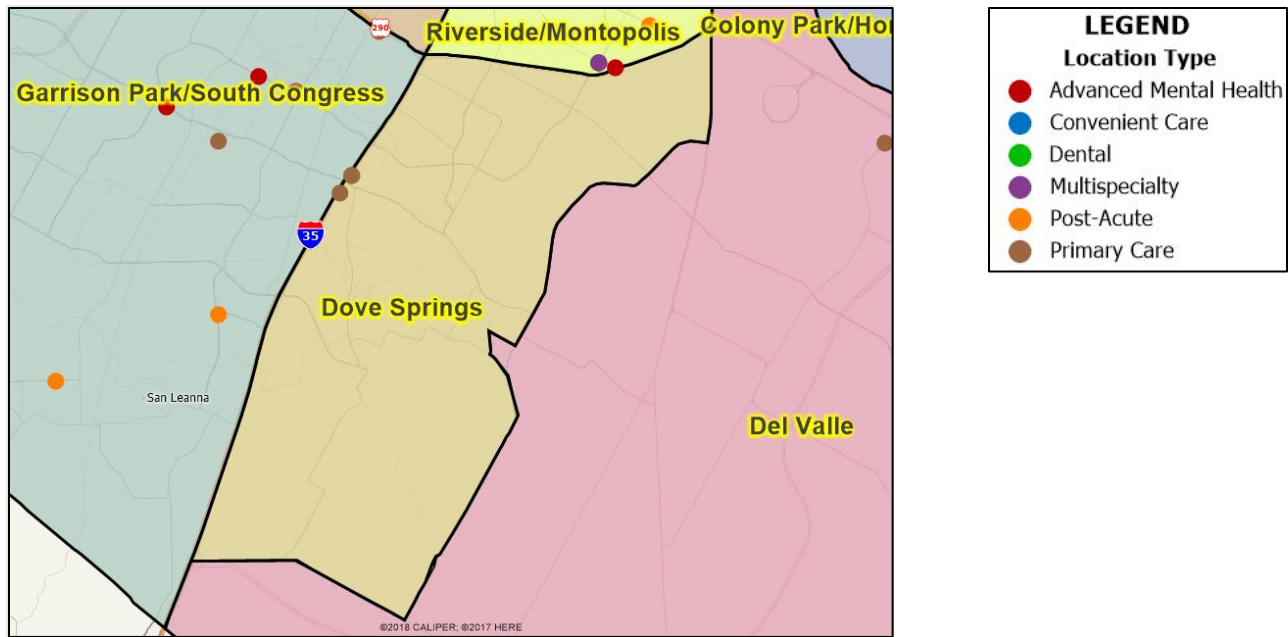 290
Riverside/Montopolis
Colony Park/Hor
Garrison Park/South Congress
35
Dove Springs
San Leanna
Del Valle
©2018 CALIPER; ©2017 HERE
LEGEND
Location Type
Advanced Mental Health
Convenient Care
Dental
Multispecialty
Post-Acute
Primary Care